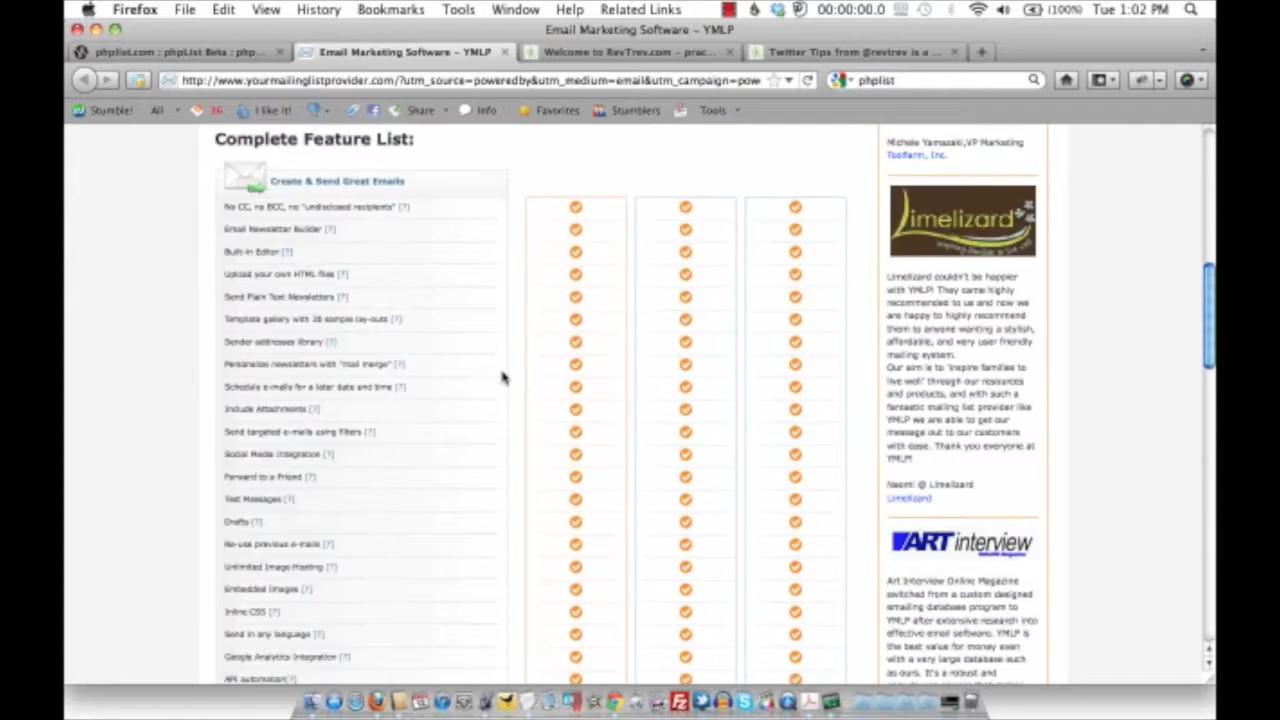 Firefox File Edit View History Bookmarks Tools Window Help Related Links 00:00:00.0 (100%) Tue 1:02 PM
Email Marketing Software – YMLP
phplist.com : phpList Beta : php...
Email Marketing Software – YMLP
Welcome to RevTrev.com – prac...
Twitter Tips from @revtrev is a ...
http://www.yourmailinglistprovider.com/?utm_source=poweredby&utm_medium=email&utm_campaign=pow
phplist
Stumble! All 36 I like it! Share Info Favorites Stumblers Tools
Complete Feature List:
Create & Send Great Emails
No CC, no BCC, no "undisclosed recipients" [?]
Email Newsletter Builder [?]
Built-in Editor [?]
Upload your own HTML files [?]
Send Plain Text Newsletters [?]
Template gallery with 38 sample lay-outs [?]
Sender addresses library [?]
Personalize newsletters with "mail merge" [?]
Schedule e-mails for a later date and time [?]
Include Attachments [?]
Send targeted e-mails using filters [?]
Social Media Integration [?]
Forward to a Friend [?]
Text Messages [?]
Drafts [?]
Re-use previous e-mails [?]
Unlimited Image Hosting [?]
Embedded Images [?]
Inline CSS [?]
Send in any language [?]
Google Analytics Integration [?]
API automation[?]
Michele Yamazaki,VP Marketing
Toolfarm, Inc.
Limelizard
Limelizard couldn't be happier
with YMLP! They came highly
recommended to us and now we
are happy to highly recommend
them to anyone wanting a stylish,
affordable, and very user friendly
mailing system.
Our aim is to 'inspire families to
live well' through our resources
and products, and with such a
fantastic mailing list provider like
YMLP we are able to get our
message out to our customers
with ease. Thank you everyone at
YMLP!
Naomi @ Limelizard
Limelizard
ART interview
Art Interview Online Magazine
switched from a custom designed
emailing database program to
YMLP after extensive research into
effective email software. YMLP is
the best value for money even
with a very large database such
as ours. It's a robust and